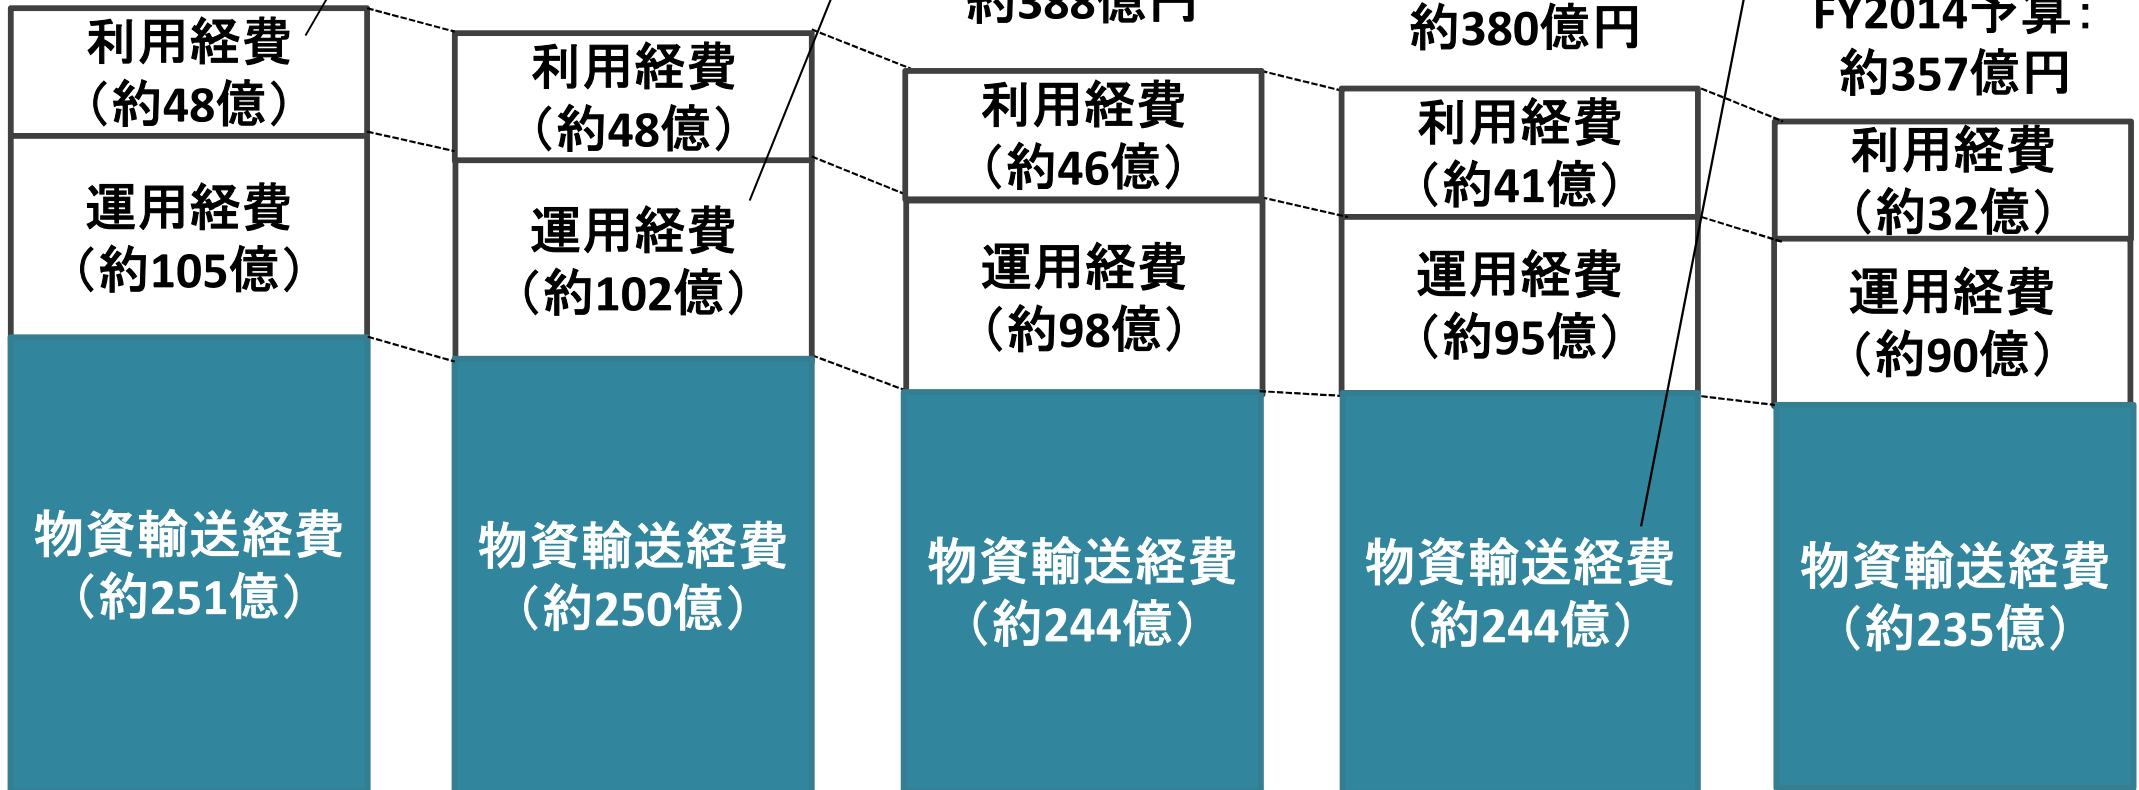 利用経費
（約48億）
運用経費
（約105億）
物資輸送経費
（約251億）
利用経費
（約48億）
運用経費
（約102億）
物資輸送経費
（約250億）
約388億円
利用経費
（約46億）
運用経費
（約98億）
物資輸送経費
（約244億）
約380億円
利用経費
（約41億）
運用経費
（約95億）
物資輸送経費
（約244億）
FY2014予算：
約357億円
利用経費
（約32億）
運用経費
（約90億）
物資輸送経費
（約235億）